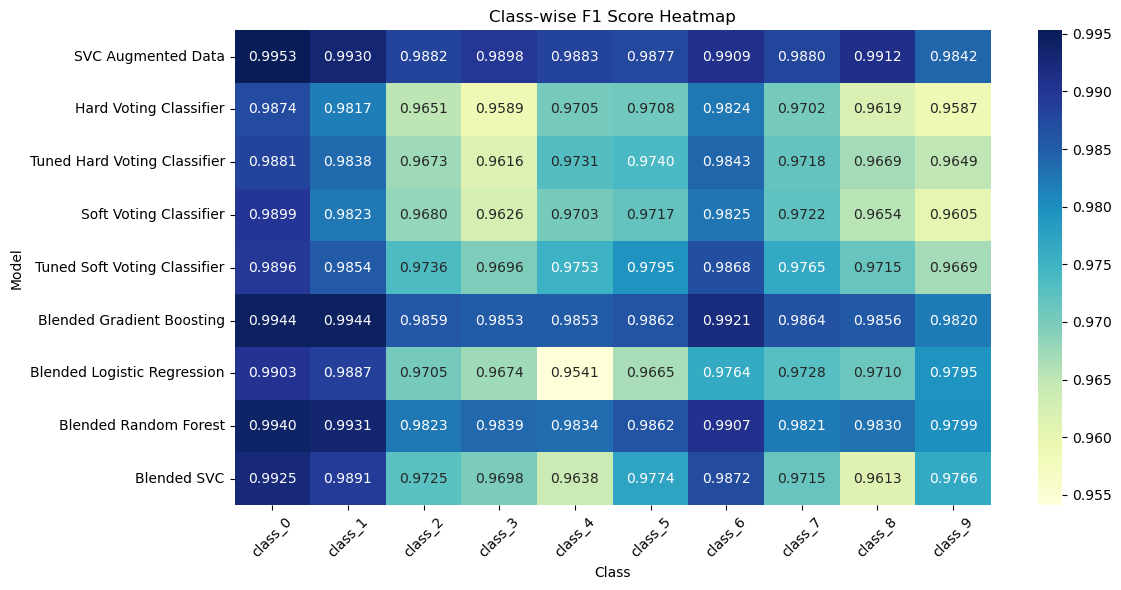 Class-wise F1 Score Heatmap
SVC Augmented Data 0.9953 0.9930 0.9882 0.9898 0.9883 0.9877 0.9909 0.9880 0.9912 0.9842
Hard Voting Classifier 0.9874 0.9817 0.9651 0.9589 0.9705 0.9708 0.9824 0.9702 0.9619 0.9587
Tuned Hard Voting Classifier 0.9881 0.9838 0.9673 0.9616 0.9731 0.9740 0.9843 0.9718 0.9669 0.9649
Soft Voting Classifier 0.9899 0.9823 0.9680 0.9626 0.9703 0.9717 0.9825 0.9722 0.9654 0.9605
Tuned Soft Voting Classifier 0.9896 0.9854 0.9736 0.9696 0.9753 0.9795 0.9868 0.9765 0.9715 0.9669
Blended Gradient Boosting 0.9944 0.9944 0.9859 0.9853 0.9853 0.9862 0.9921 0.9864 0.9856 0.9820
Blended Logistic Regression 0.9903 0.9887 0.9705 0.9674 0.9541 0.9665 0.9764 0.9728 0.9710 0.9795
Blended Random Forest 0.9940 0.9931 0.9823 0.9839 0.9834 0.9862 0.9907 0.9821 0.9830 0.9799
Blended SVC 0.9925 0.9891 0.9725 0.9698 0.9638 0.9774 0.9872 0.9715 0.9613 0.9766
class_0 class_1 class_2 class_3 class_4 class_5 class_6 class_7 class_8 class_9
Class
Model
0.995
0.990
0.985
0.980
0.975
0.970
0.965
0.960
0.955